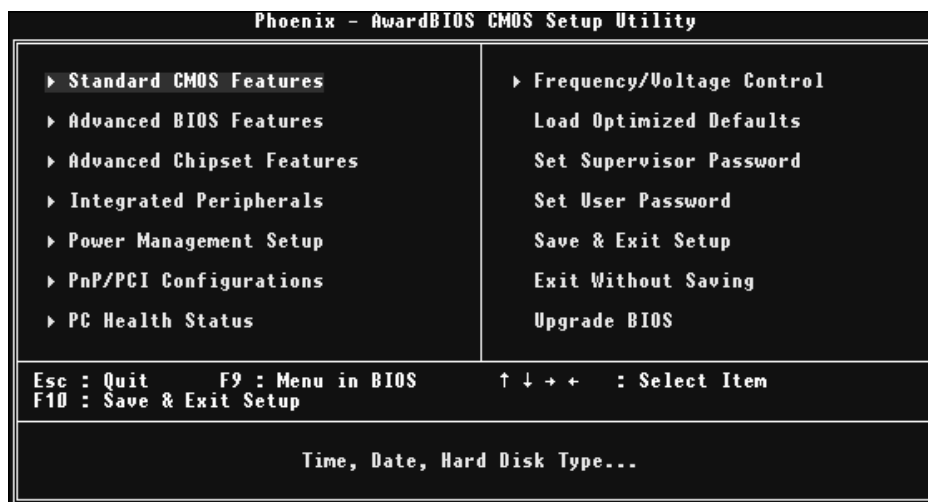 Phoenix - AwardBIOS CMOS Setup Utility
▸ Standard CMOS Features
▸ Advanced BIOS Features
▸ Advanced Chipset Features
▸ Integrated Peripherals
▸ Power Management Setup
▸ PnP/PCI Configurations
▸ PC Health Status
▸ Frequency/Voltage Control
Load Optimized Defaults
Set Supervisor Password
Set User Password
Save & Exit Setup
Exit Without Saving
Upgrade BIOS
Esc : Quit F9 : Menu in BIOS ↑ ↓ → ← : Select Item
F10 : Save & Exit Setup
Time, Date, Hard Disk Type...